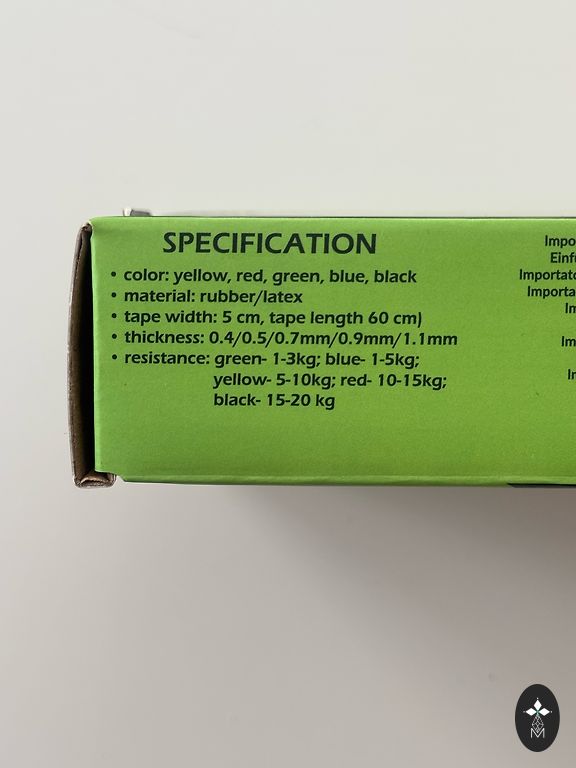 SPECIFICATION
• color: yellow, red, green, blue, black
• material: rubber/latex
• tape width: 5 cm, tape length 60 cm)
• thickness: 0.4/0.5/0.7mm/0.9mm/1.1mm
• resistance: green- 1-3kg; blue- 1-5kg;
yellow- 5-10kg; red- 10-15kg;
black- 15-20 kg